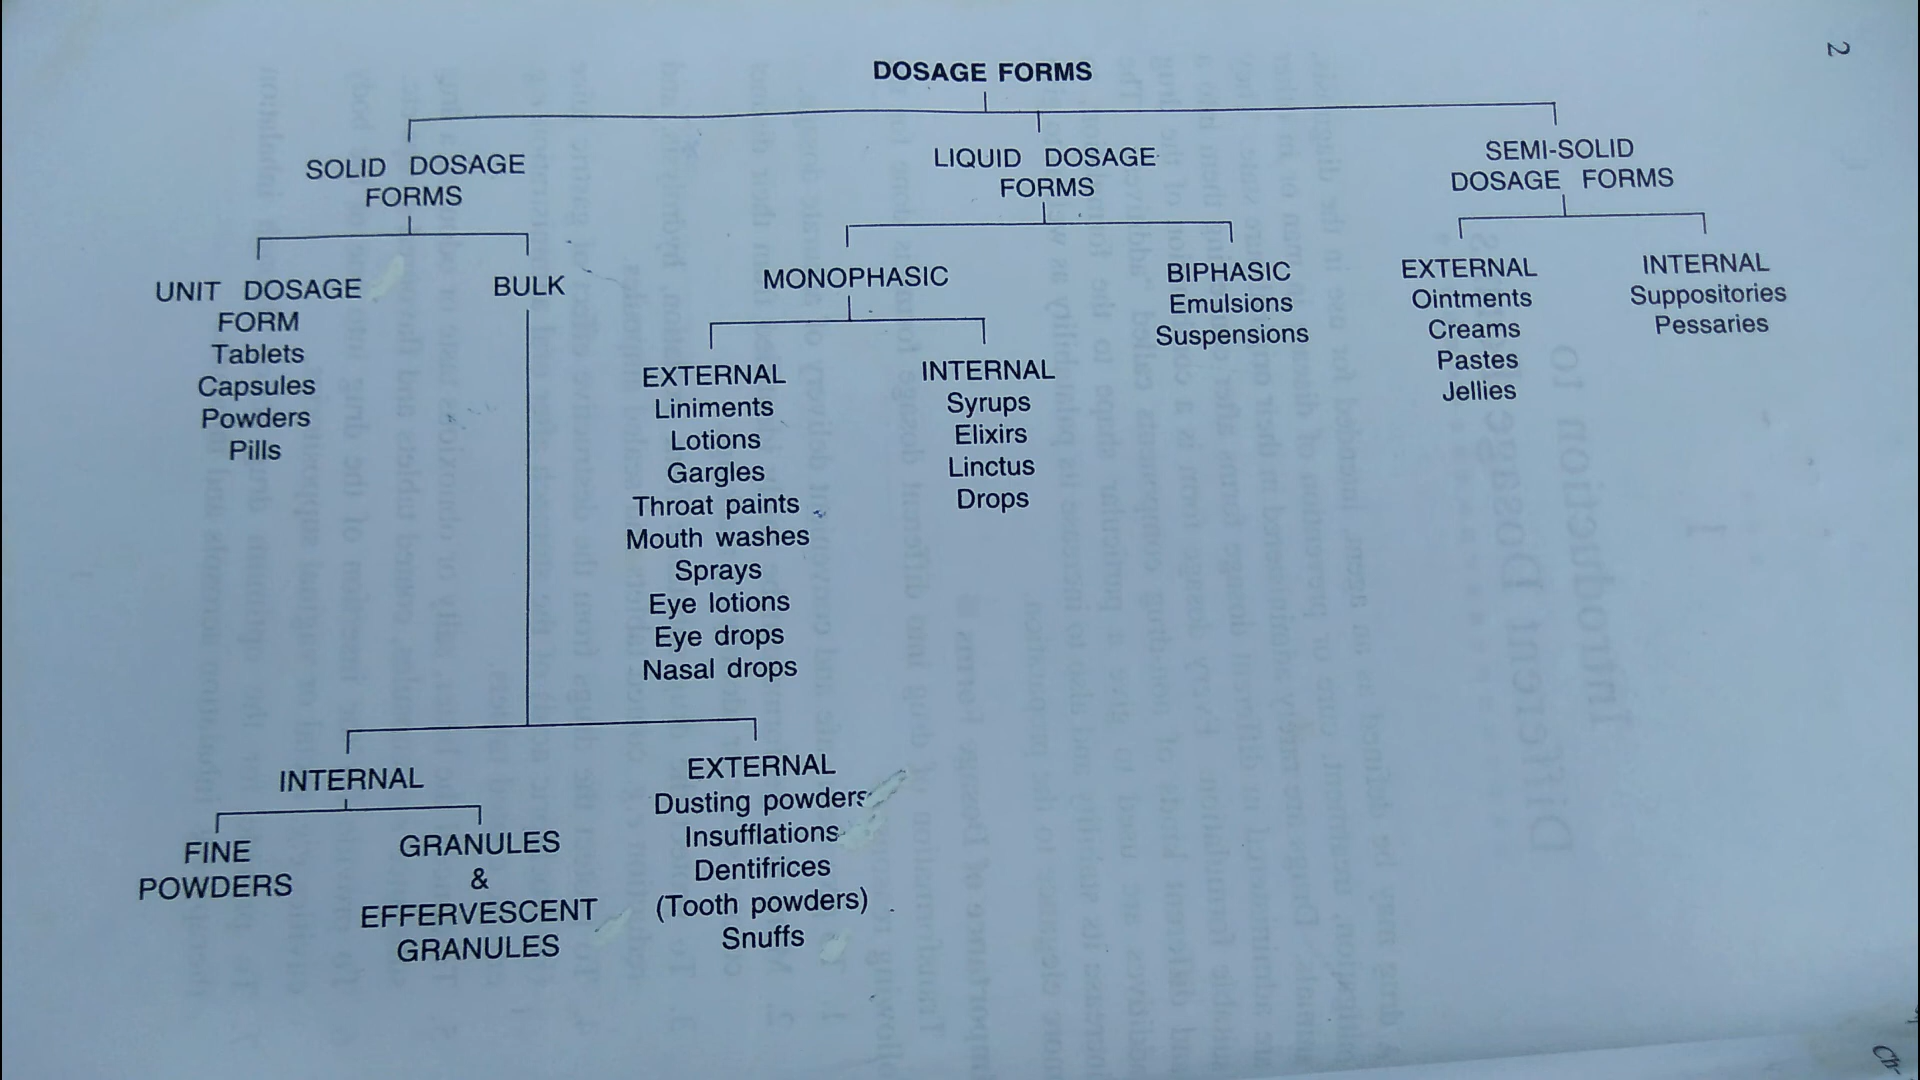 2
DOSAGE FORMS
SOLID DOSAGE
FORMS
UNIT DOSAGE
FORM
Tablets
Capsules
Powders
Pills
BULK
INTERNAL
FINE
POWDERS
GRANULES
&
EFFERVESCENT
GRANULES
EXTERNAL
Dusting powders
Insufflations
Dentifrices
(Tooth powders)
Snuffs
LIQUID DOSAGE
FORMS
MONOPHASIC
EXTERNAL
Liniments
Lotions
Gargles
Throat paints
Mouth washes
Sprays
Eye lotions
Eye drops
Nasal drops
INTERNAL
Syrups
Elixirs
Linctus
Drops
BIPHASIC
Emulsions
Suspensions
SEMI-SOLID
DOSAGE FORMS
EXTERNAL
Ointments
Creams
Pastes
Jellies
INTERNAL
Suppositories
Pessaries